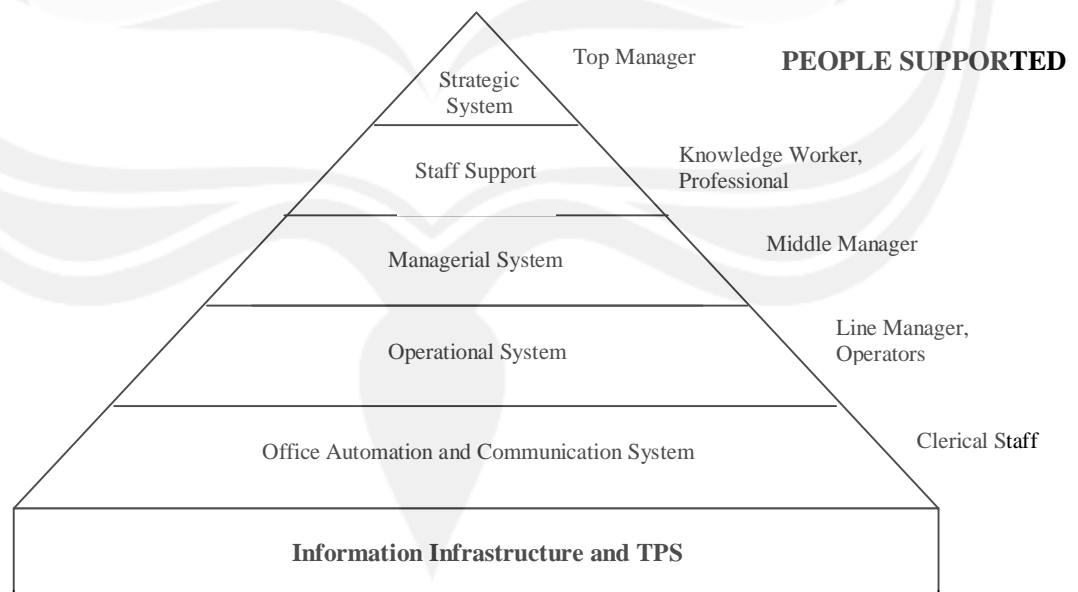 Top Manager
PEOPLE SUPPORTED
Strategic
System
Knowledge Worker,
Professional
Staff Support
Middle Manager
Managerial System
Line Manager,
Operators
Operational System
Clerical Staff
Office Automation and Communication System
Information Infrastructure and TPS